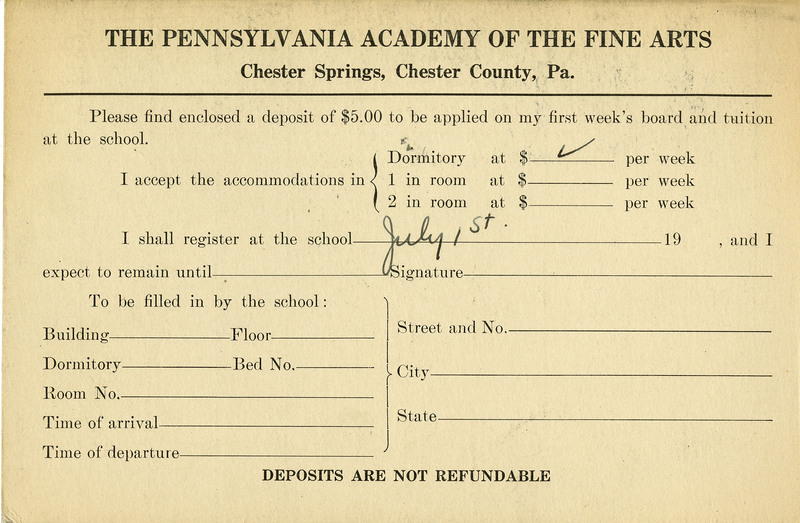 THE PENNSYLVANIA ACADEMY OF THE FINE ARTS
Chester Springs, Chester County, Pa.
Please find enclosed a deposit of $5.00 to be applied on my first week's board and tuition
at the school.
I accept the accommodations in { Dormitory at $ ✓ per week
1 in room at $ per week
2 in room at $ per week
I shall register at the school July 1st. 19 , and I
expect to remain until Signature
To be filled in by the school:
Building Floor
Dormitory Bed No.
Room No.
Time of arrival
Time of departure
Street and No.
City
State
DEPOSITS ARE NOT REFUNDABLE